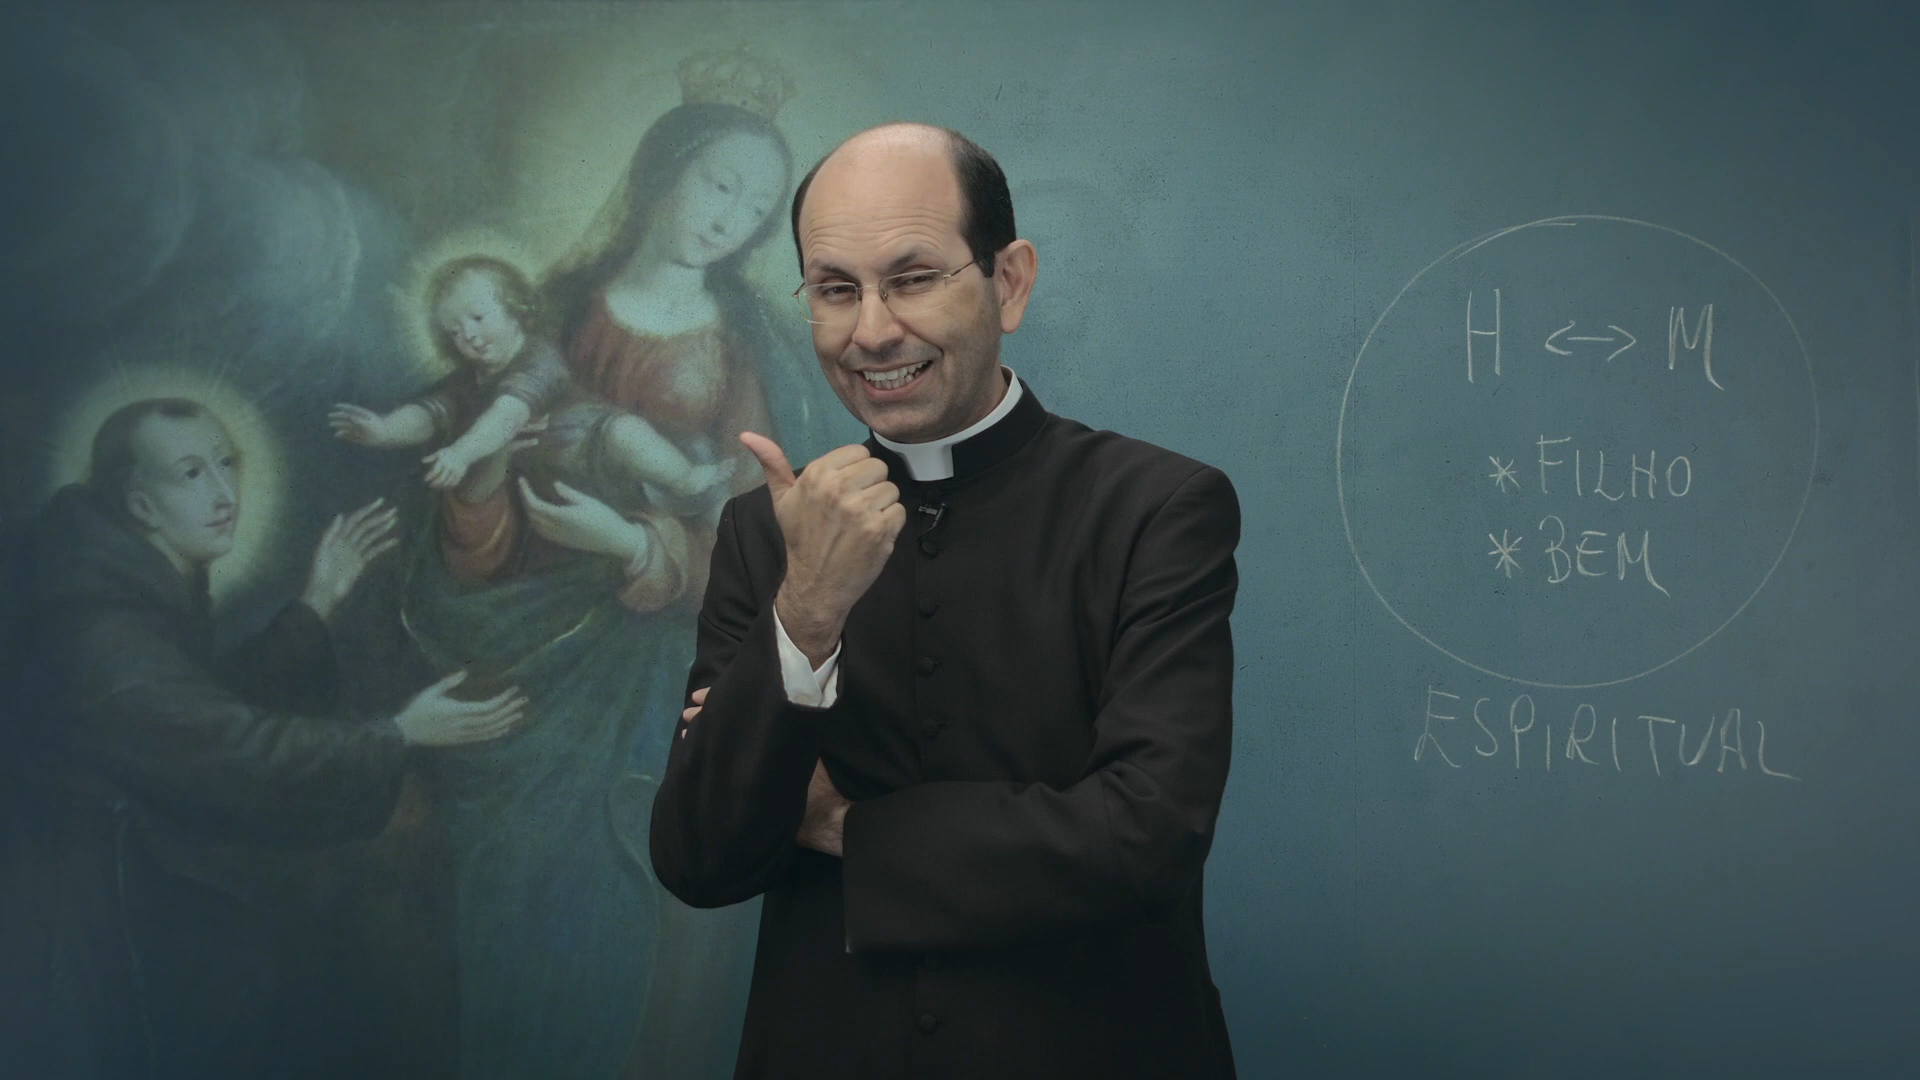 H ↔ M
* FILHO
* BEM
ESPIRITUAL